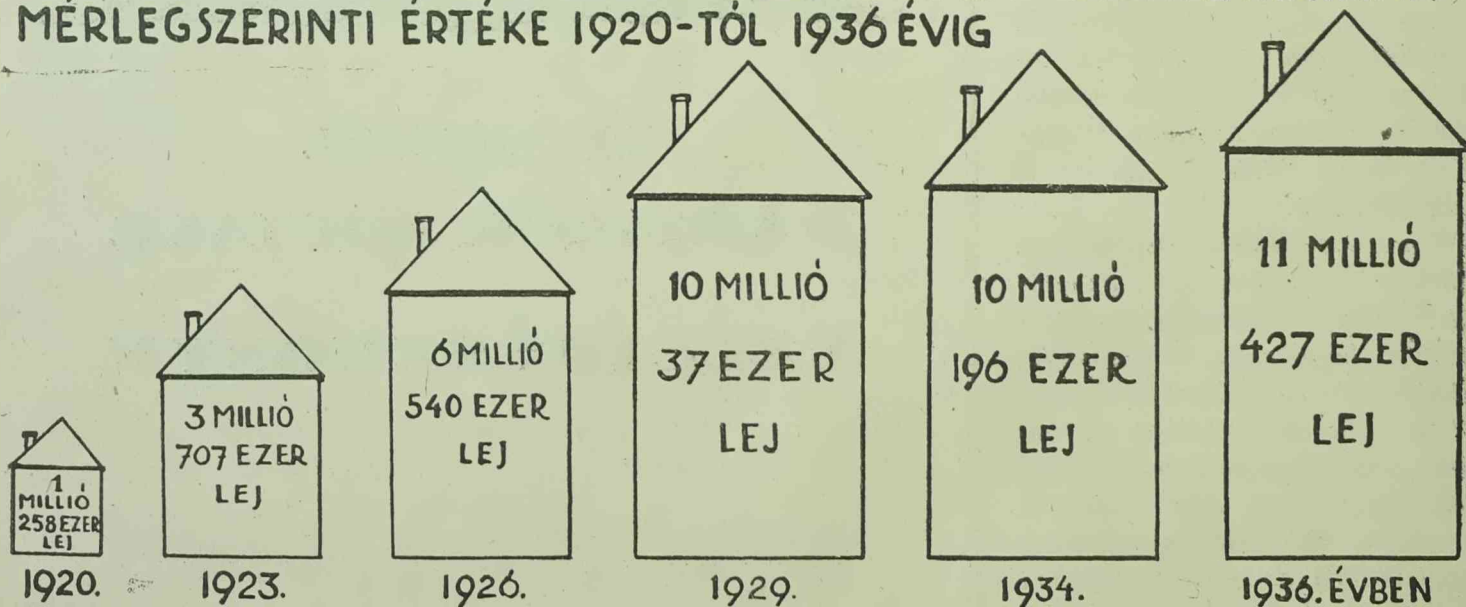 MÉRLEGSZERINTI ÉRTÉKE 1920-TÓL 1936 ÉVIG
1
MILLIÓ
258 EZER
LEJ
1920.
3 MILLIÓ
707 EZER
LEJ
1923.
6 MILLIÓ
540 EZER
LEJ
1926.
10 MILLIÓ
37 EZER
LEJ
1929.
10 MILLIÓ
196 EZER
LEJ
1934.
11 MILLIÓ
427 EZER
LEJ
1936. ÉVBEN